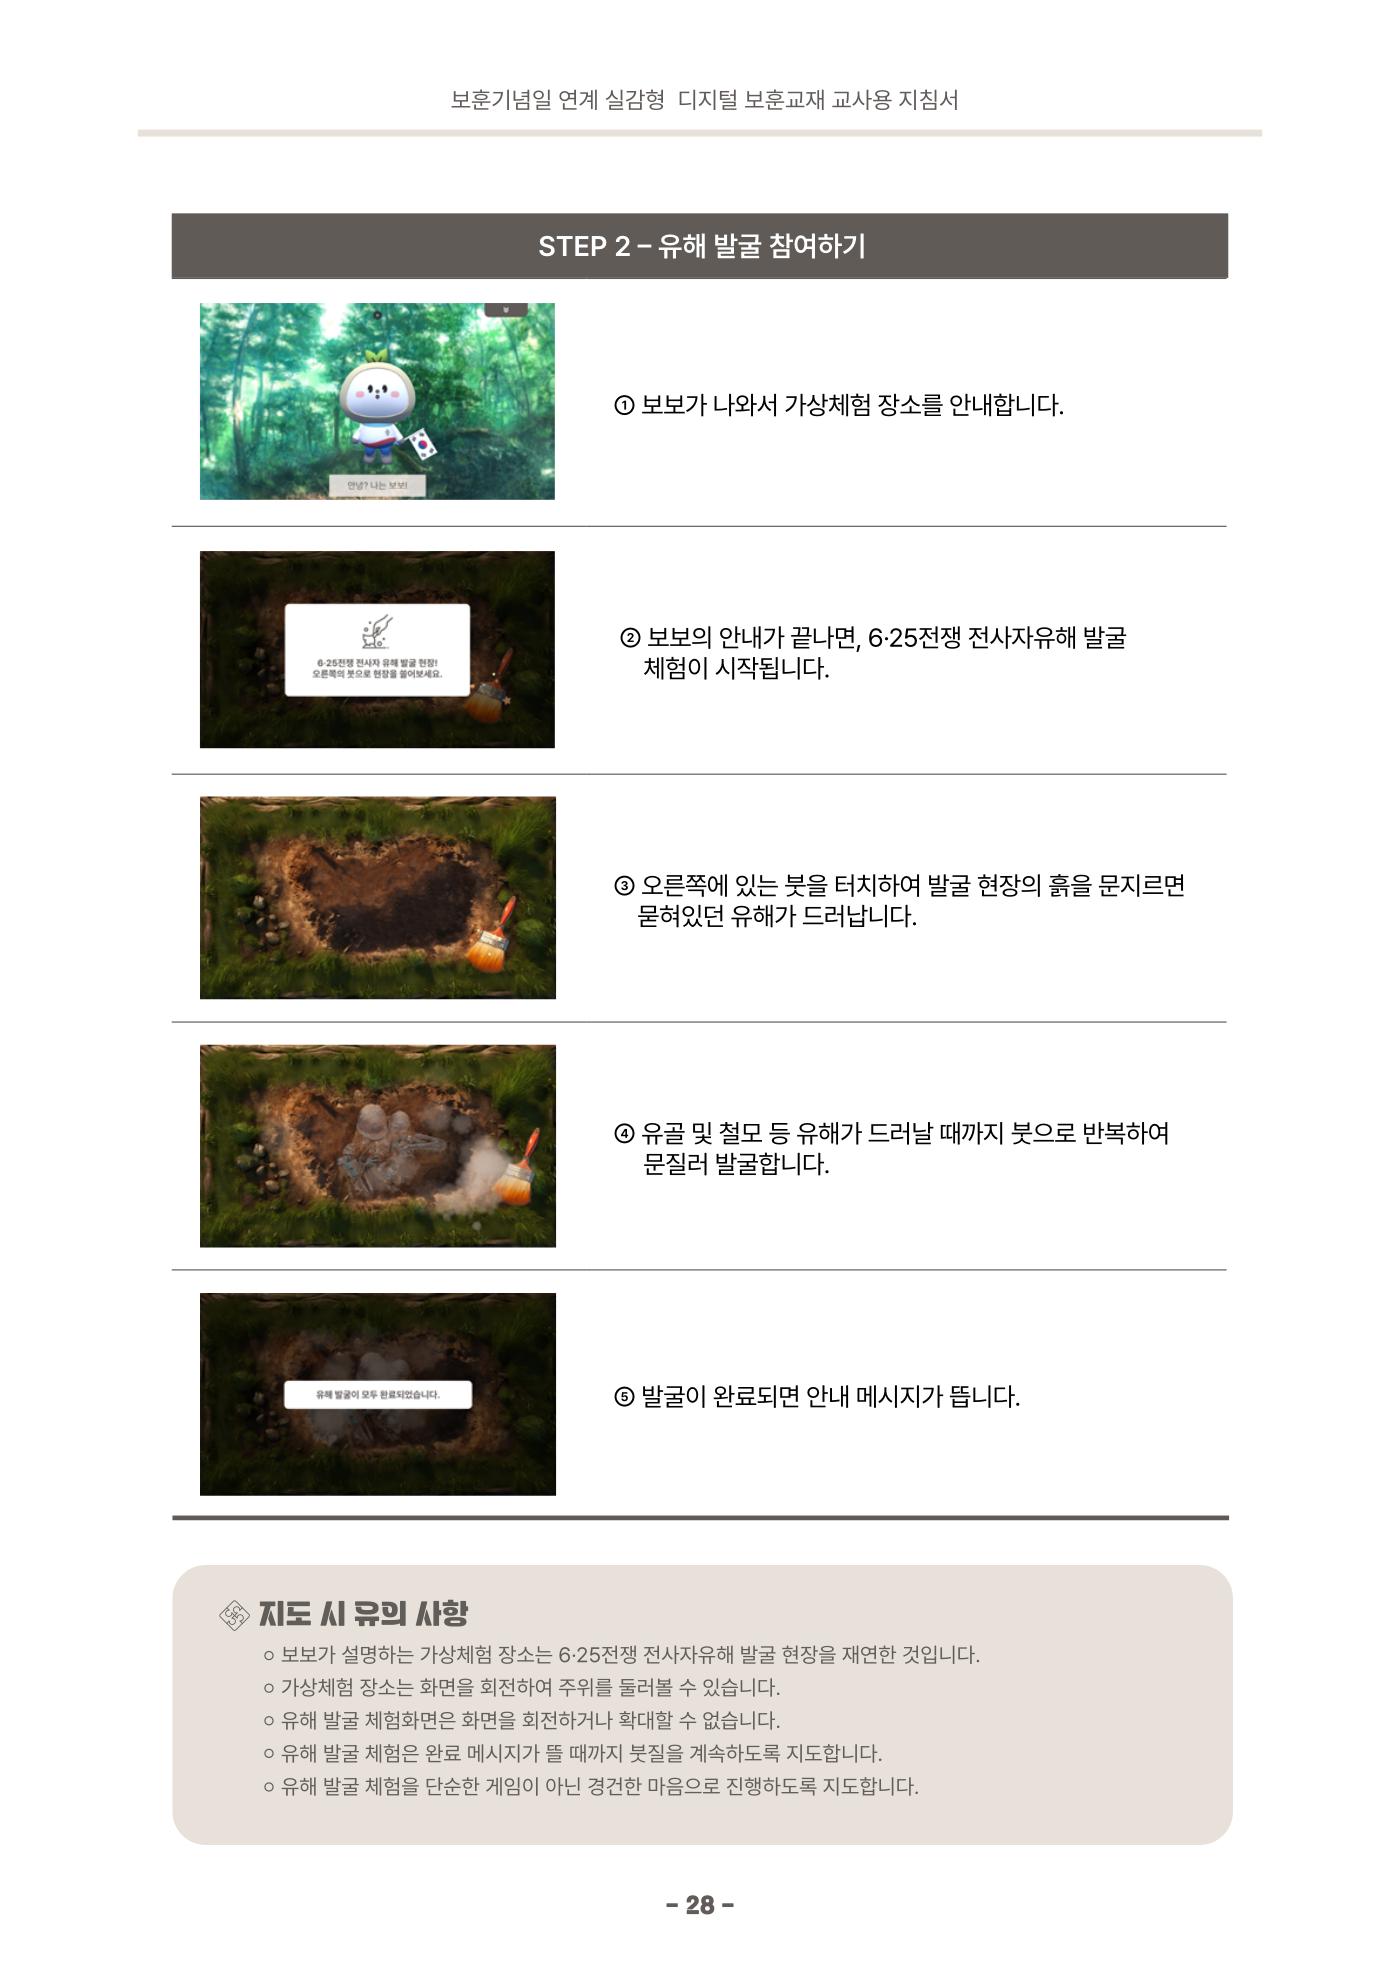 보훈기념일 연계 실감형 디지털 보훈교재 교사용 지침서
STEP 2 – 유해 발굴 참여하기
안녕? 나는 보보!
① 보보가 나와서 가상체험 장소를 안내합니다.
6·25전쟁 전사자 유해 발굴 현장!
오른쪽의 붓으로 현장을 쓸어보세요.
② 보보의 안내가 끝나면, 6·25전쟁 전사자유해 발굴
체험이 시작됩니다.
③ 오른쪽에 있는 붓을 터치하여 발굴 현장의 흙을 문지르면
묻혀있던 유해가 드러납니다.
④ 유골 및 철모 등 유해가 드러날 때까지 붓으로 반복하여
문질러 발굴합니다.
유해 발굴이 모두 완료되었습니다.
⑤ 발굴이 완료되면 안내 메시지가 뜹니다.
지도 시 유의 사항
○ 보보가 설명하는 가상체험 장소는 6·25전쟁 전사자유해 발굴 현장을 재연한 것입니다.
○ 가상체험 장소는 화면을 회전하여 주위를 둘러볼 수 있습니다.
○ 유해 발굴 체험화면은 화면을 회전하거나 확대할 수 없습니다.
○ 유해 발굴 체험은 완료 메시지가 뜰 때까지 붓질을 계속하도록 지도합니다.
○ 유해 발굴 체험을 단순한 게임이 아닌 경건한 마음으로 진행하도록 지도합니다.
- 28 -